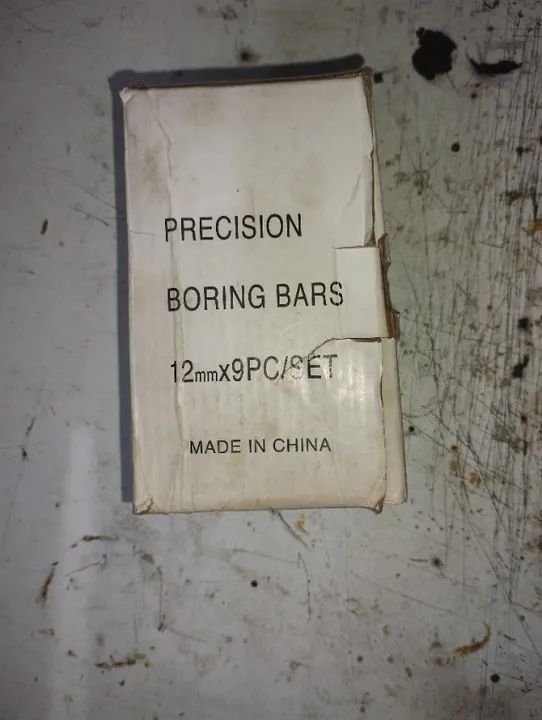 PRECISION
BORING BARS
12mmx9PC/SET
MADE IN CHINA